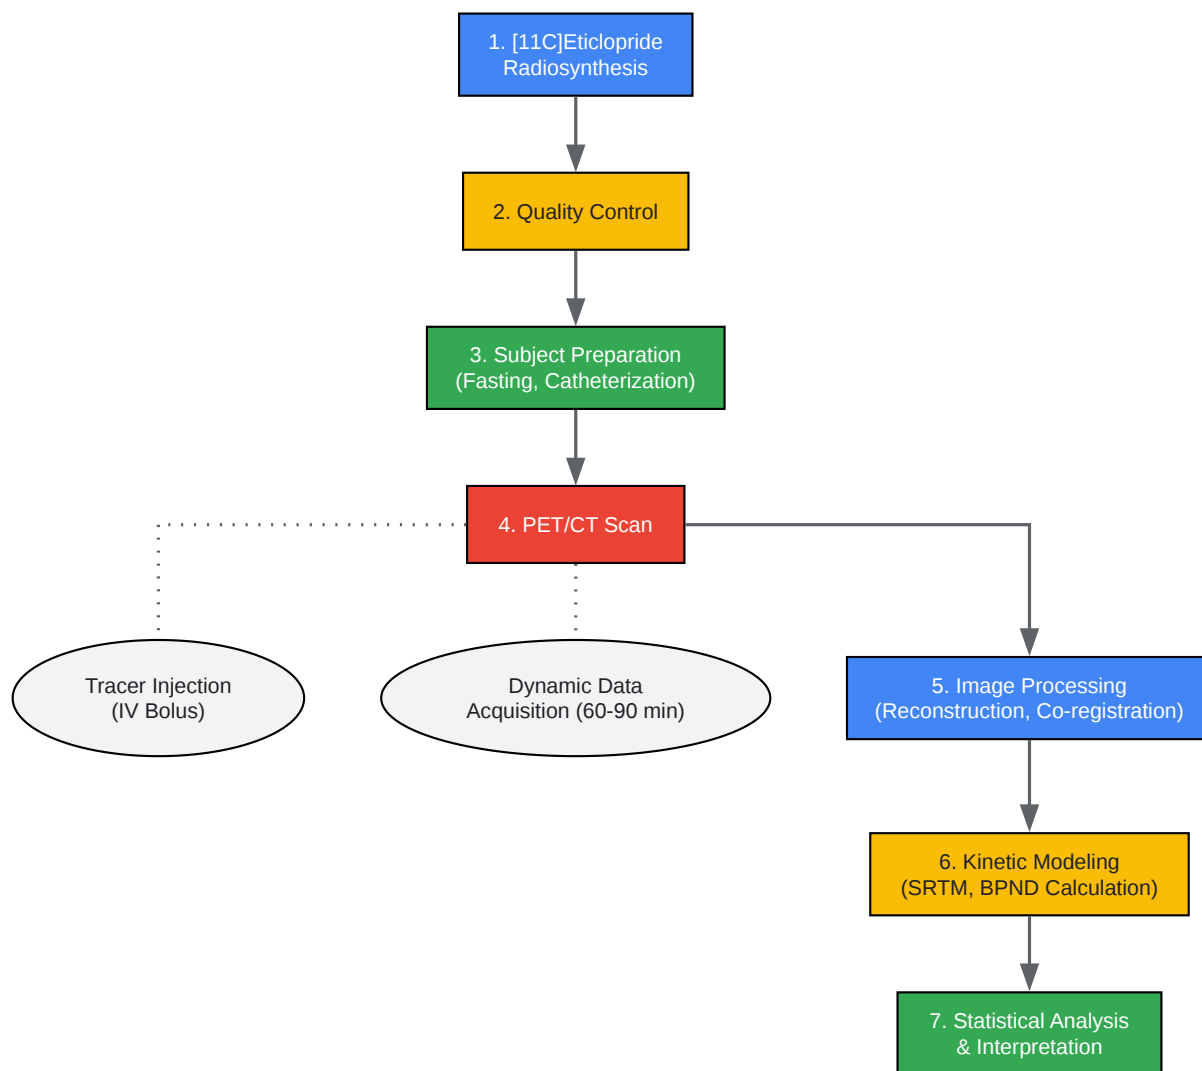 1. [11C]Eticlopride
Radiosynthesis
2. Quality Control
3. Subject Preparation
(Fasting, Catheterization)
4. PET/CT Scan
Tracer Injection
(IV Bolus)
Dynamic Data
Acquisition (60-90 min)
5. Image Processing
(Reconstruction, Co-registration)
6. Kinetic Modeling
(SRTM, BPND Calculation)
7. Statistical Analysis
& Interpretation